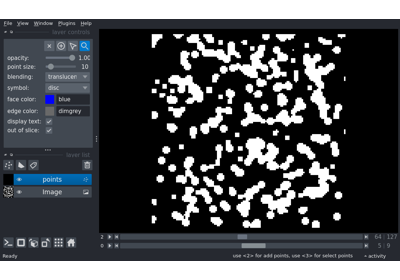 File View Window Plugins Help
layer controls
opacity: 1.00
point size: 10
blending: translucen
symbol: disc
face color: blue
edge color: dimgrey
display text:
out of slice:
layer list
points
Image
2 64 127
0 5 9
Ready use <2> for add points, use <3> for select points activity